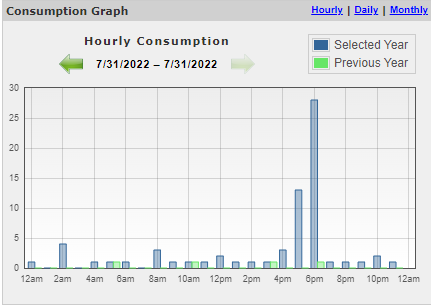 Consumption Graph
Hourly | Daily | Monthly
Hourly Consumption
7/31/2022 – 7/31/2022
Selected Year
Previous Year
30
25
20
15
10
5
0
12am 2am 4am 6am 8am 10am 12pm 2pm 4pm 6pm 8pm 10pm 12am